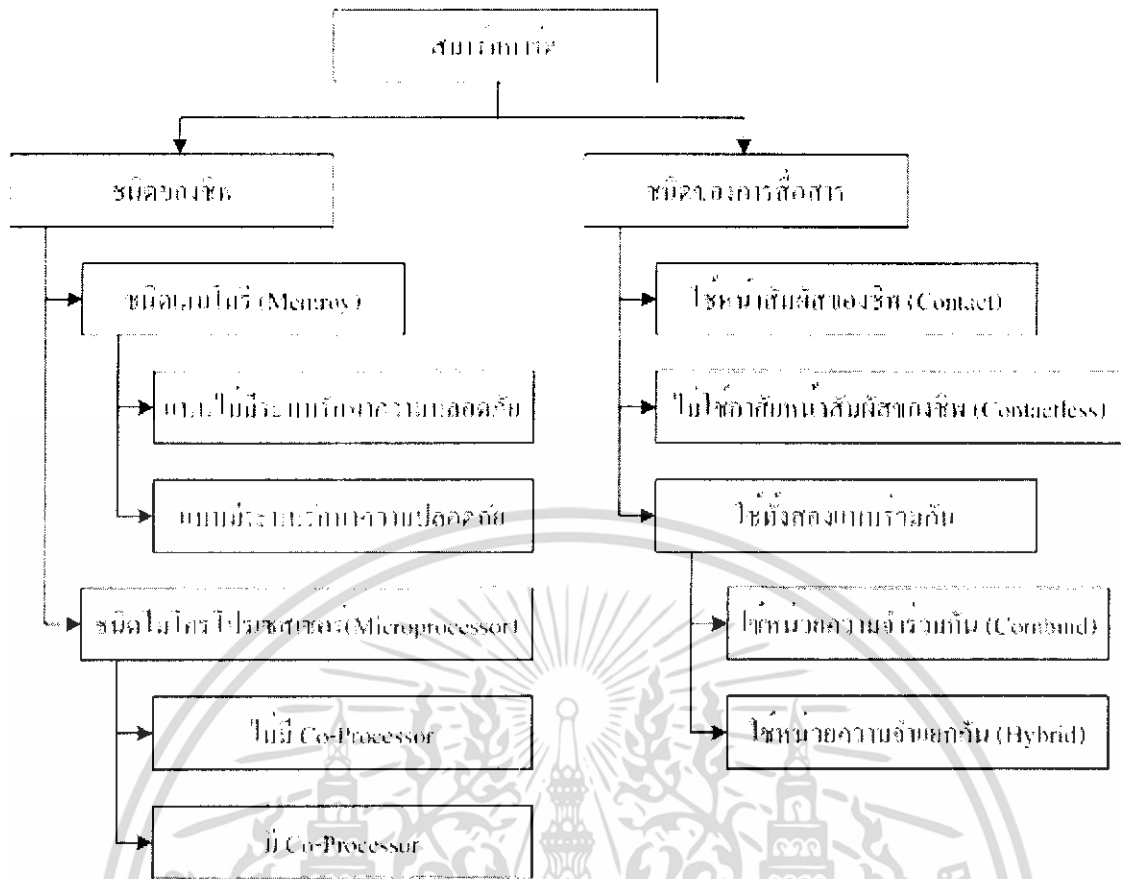 สมาร์ทการ์ด
ชนิดของชิพ
ชนิดเมมโมรี่ (Memroy)
แบบไม่มีระบบรักษาความปลอดภัย
แบบมีระบบรักษาความปลอดภัย
ชนิดไมโครโปรเซสเซอร์(Microprocessor)
ไม่มี Co-Processor
มี Co-Processor
ชนิดของการสื่อสาร
ใช้หน้าสัมผัสของชิพ (Contact)
ไม่ใช้อาศัยหน้าสัมผัสของชิพ (Contactless)
ใช้ทั้งสองแบบร่วมกัน
ใช้หน่วยความจำร่วมกัน (Combind)
ใช้หน่วยความจำแยกกัน (Hybrid)